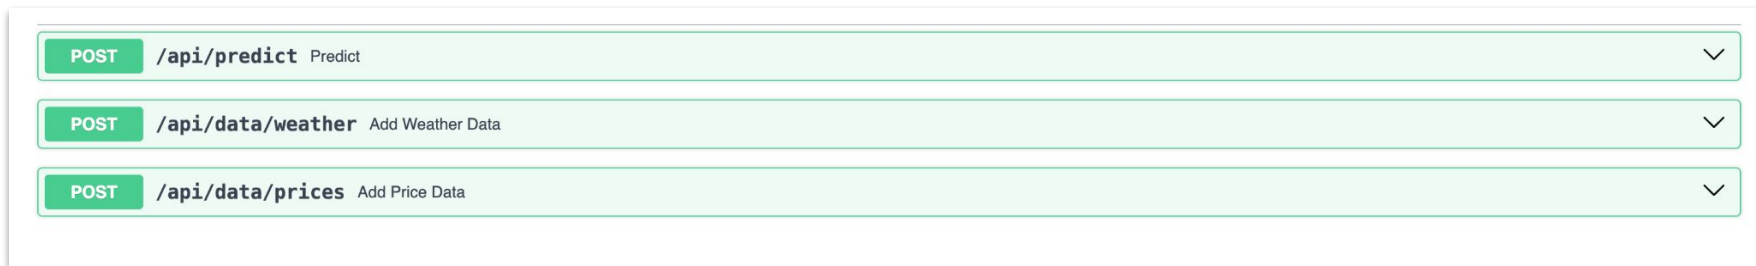 POST /api/predict Predict
POST /api/data/weather Add Weather Data
POST /api/data/prices Add Price Data